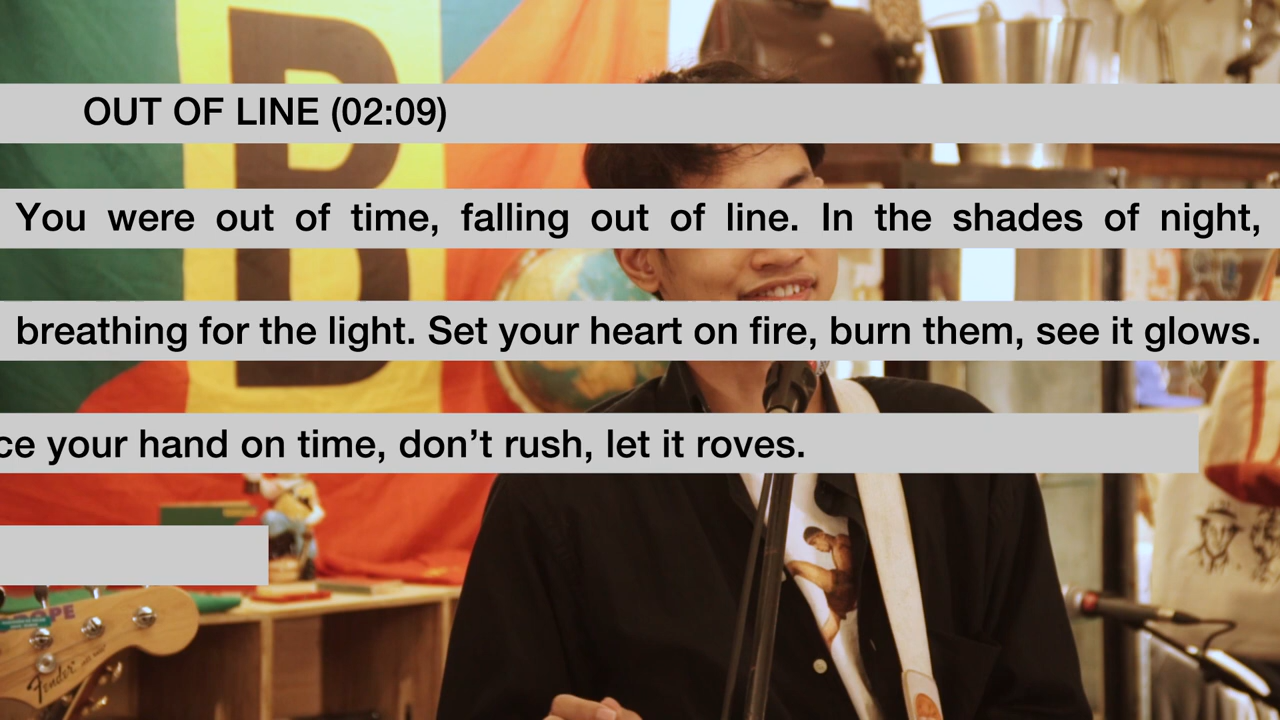 OUT OF LINE (02:09)
You were out of time, falling out of line. In the shades of night,
breathing for the light. Set your heart on fire, burn them, see it glows.
your hand on time, don't rush, let it roves.
Fender